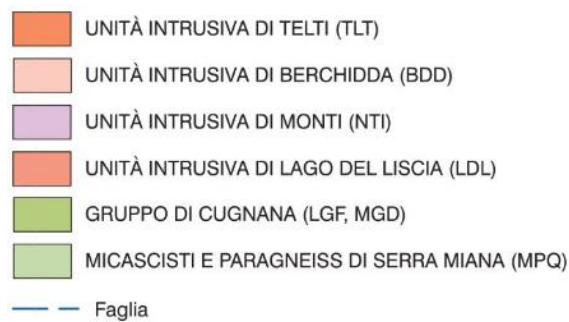 UNITÀ INTRUSIVA DI TELTI (TLT)
UNITÀ INTRUSIVA DI BERCHIDDA (BDD)
UNITÀ INTRUSIVA DI MONTI (NTI)
UNITÀ INTRUSIVA DI LAGO DEL LISCIA (LDL)
GRUPPO DI CUGNANA (LGF, MGD)
MICASCISTI E PARAGNEISS DI SERRA MIANA (MPQ)
Faglia